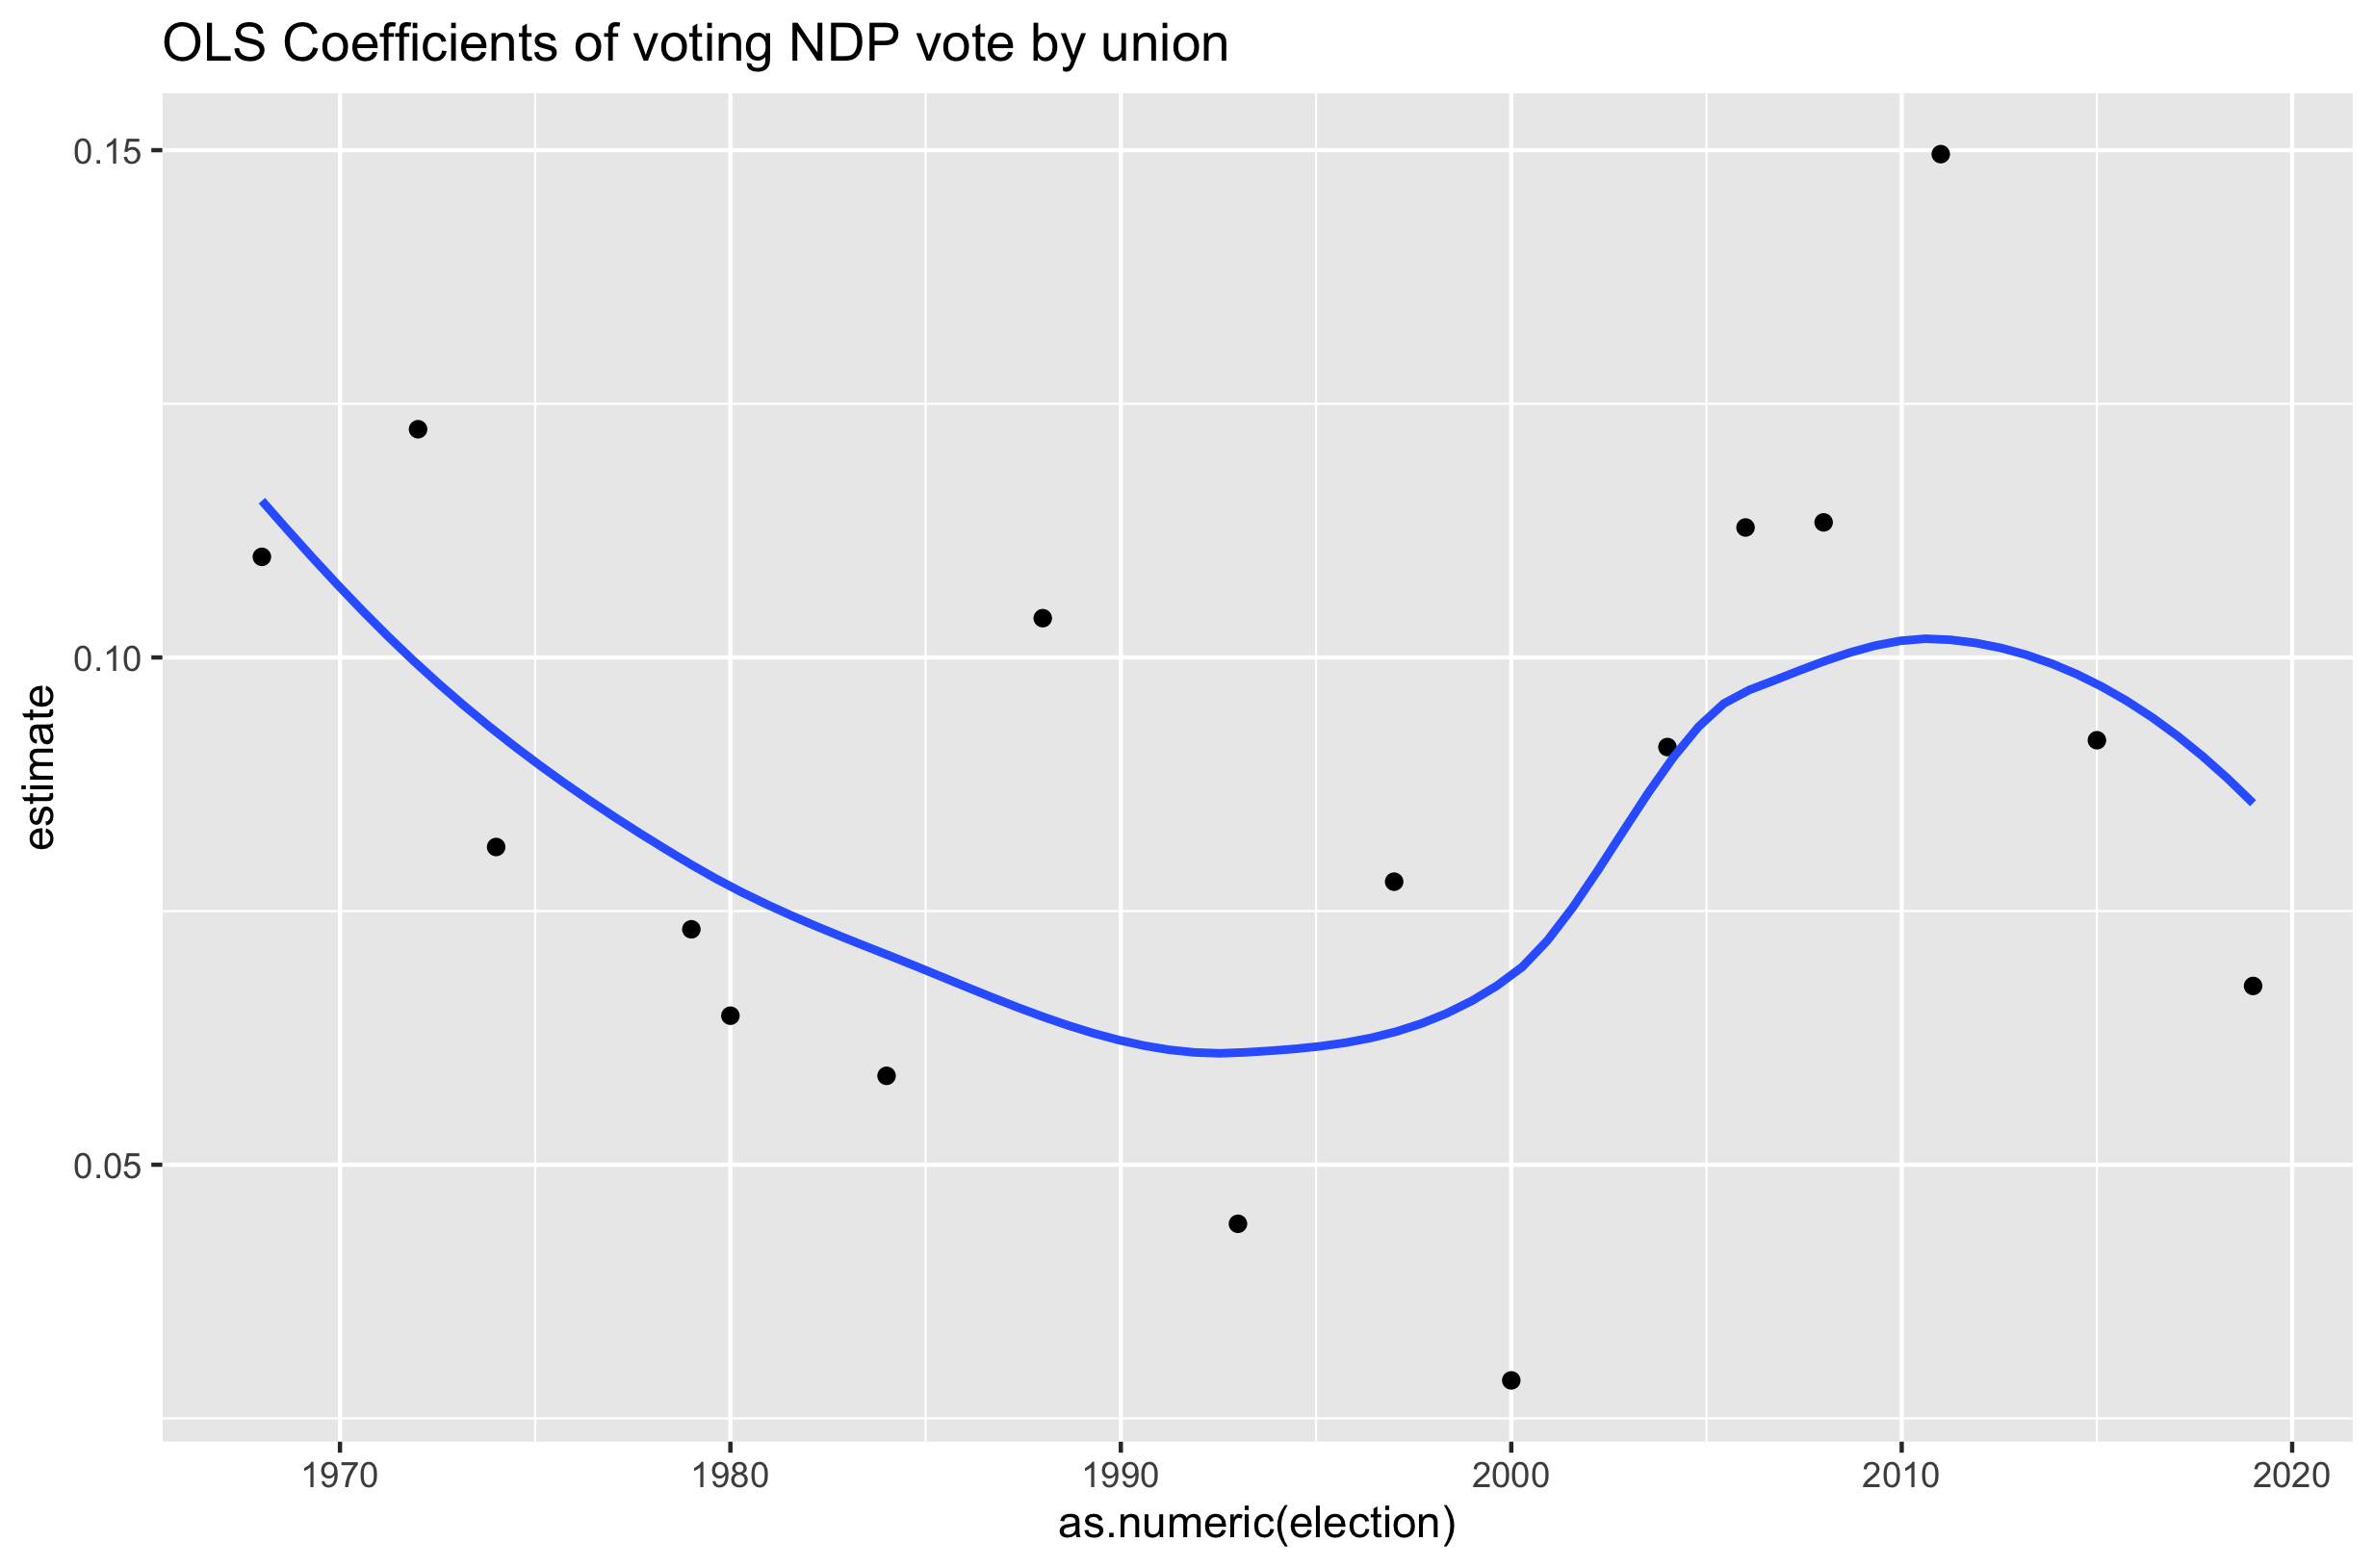 OLS Coefficients of voting NDP vote by union
0.15
0.10
0.05
estimate
1970 1980 1990 2000 2010 2020
as.numeric(election)